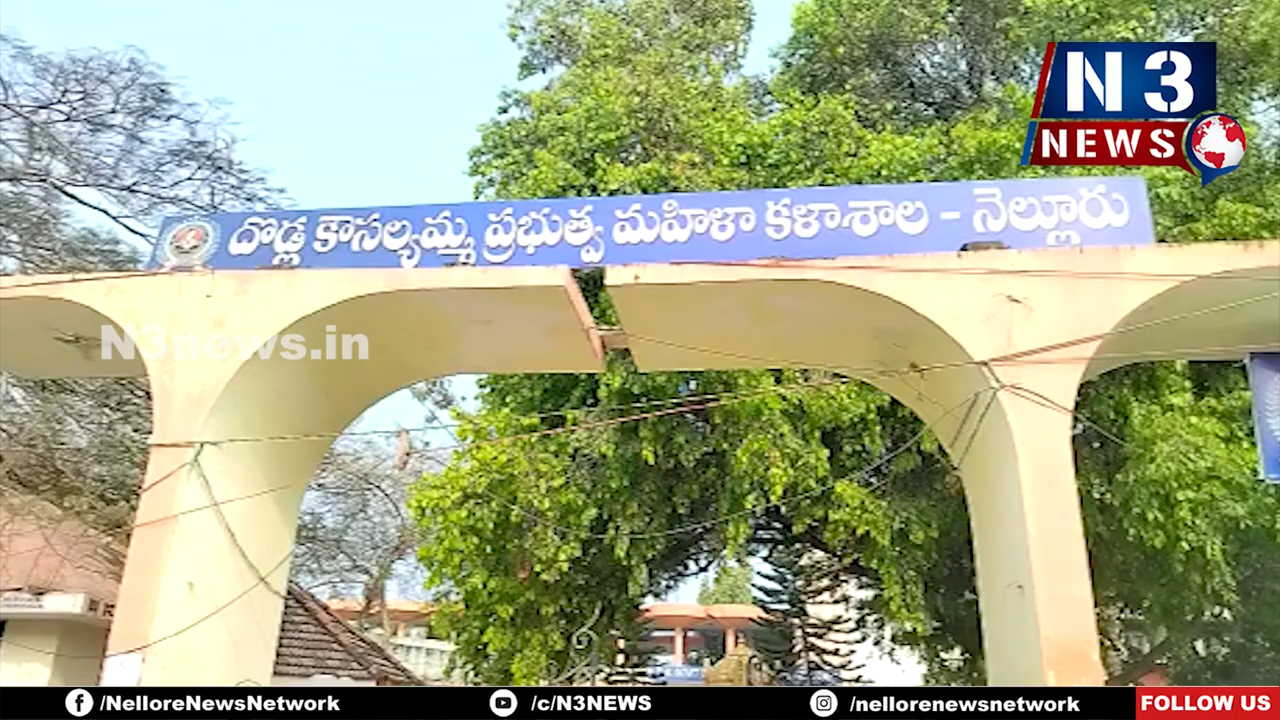 N3
NEWS
దొడ్ల కౌసల్యమ్మ ప్రభుత్వ మహిళా కళాశాల - నెల్లూరు
N3news.in
/NelloreNewsNetwork
/c/N3NEWS
/nellorenewsnetwork
FOLLOW US